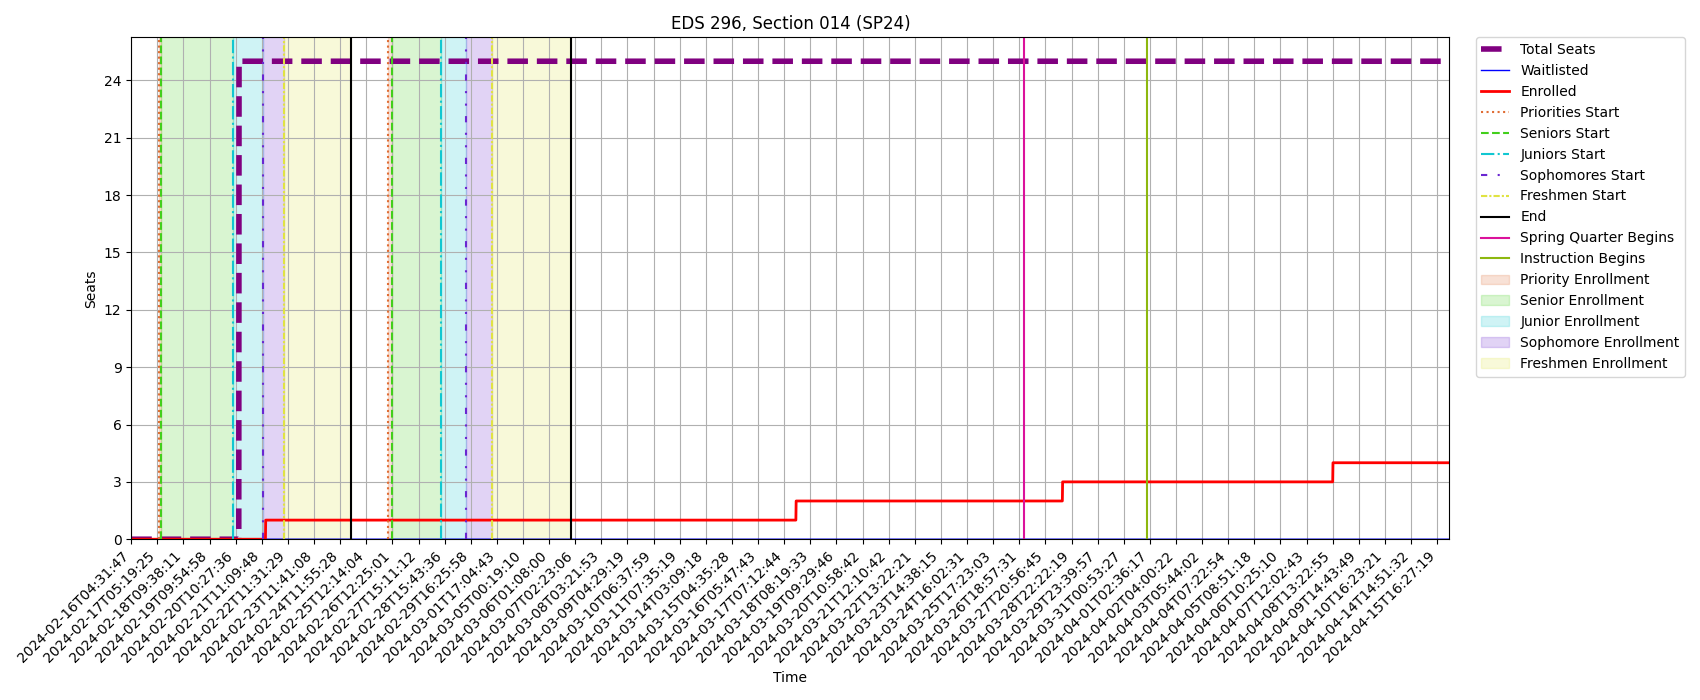 EDS 296, Section 014 (SP24)
Seats
24
21
18
15
12
9
6
3
0
2024-02-16T04:31:47
2024-02-17T05:19:25
2024-02-18T09:38:11
2024-02-19T09:54:58
2024-02-20T10:27:36
2024-02-21T11:09:48
2024-02-22T11:31:29
2024-02-23T11:41:08
2024-02-24T11:55:28
2024-02-25T12:14:04
2024-02-26T12:25:01
2024-02-27T15:11:12
2024-02-28T15:43:36
2024-02-29T16:25:58
2024-03-01T17:04:43
2024-03-05T00:19:10
2024-03-06T01:08:00
2024-03-07T02:23:06
2024-03-08T03:21:53
2024-03-09T04:29:19
2024-03-10T06:37:59
2024-03-11T07:35:19
2024-03-14T03:09:18
2024-03-15T04:35:28
2024-03-16T05:47:43
2024-03-17T07:12:44
2024-03-18T08:19:33
2024-03-19T09:29:46
2024-03-20T10:58:42
2024-03-21T12:10:42
2024-03-22T13:22:21
2024-03-23T14:38:15
2024-03-24T16:02:31
2024-03-25T17:23:03
2024-03-26T18:57:31
2024-03-27T20:56:45
2024-03-28T22:22:19
2024-03-29T23:39:57
2024-03-31T00:53:27
2024-04-01T02:36:17
2024-04-02T04:00:22
2024-04-03T05:44:02
2024-04-04T07:22:54
2024-04-05T08:51:18
2024-04-06T10:25:10
2024-04-07T12:02:43
2024-04-08T13:22:55
2024-04-09T14:43:49
2024-04-10T16:23:21
2024-04-14T14:51:32
2024-04-15T16:27:19
Time
Total Seats
Waitlisted
Enrolled
Priorities Start
Seniors Start
Juniors Start
Sophomores Start
Freshmen Start
End
Spring Quarter Begins
Instruction Begins
Priority Enrollment
Senior Enrollment
Junior Enrollment
Sophomore Enrollment
Freshmen Enrollment